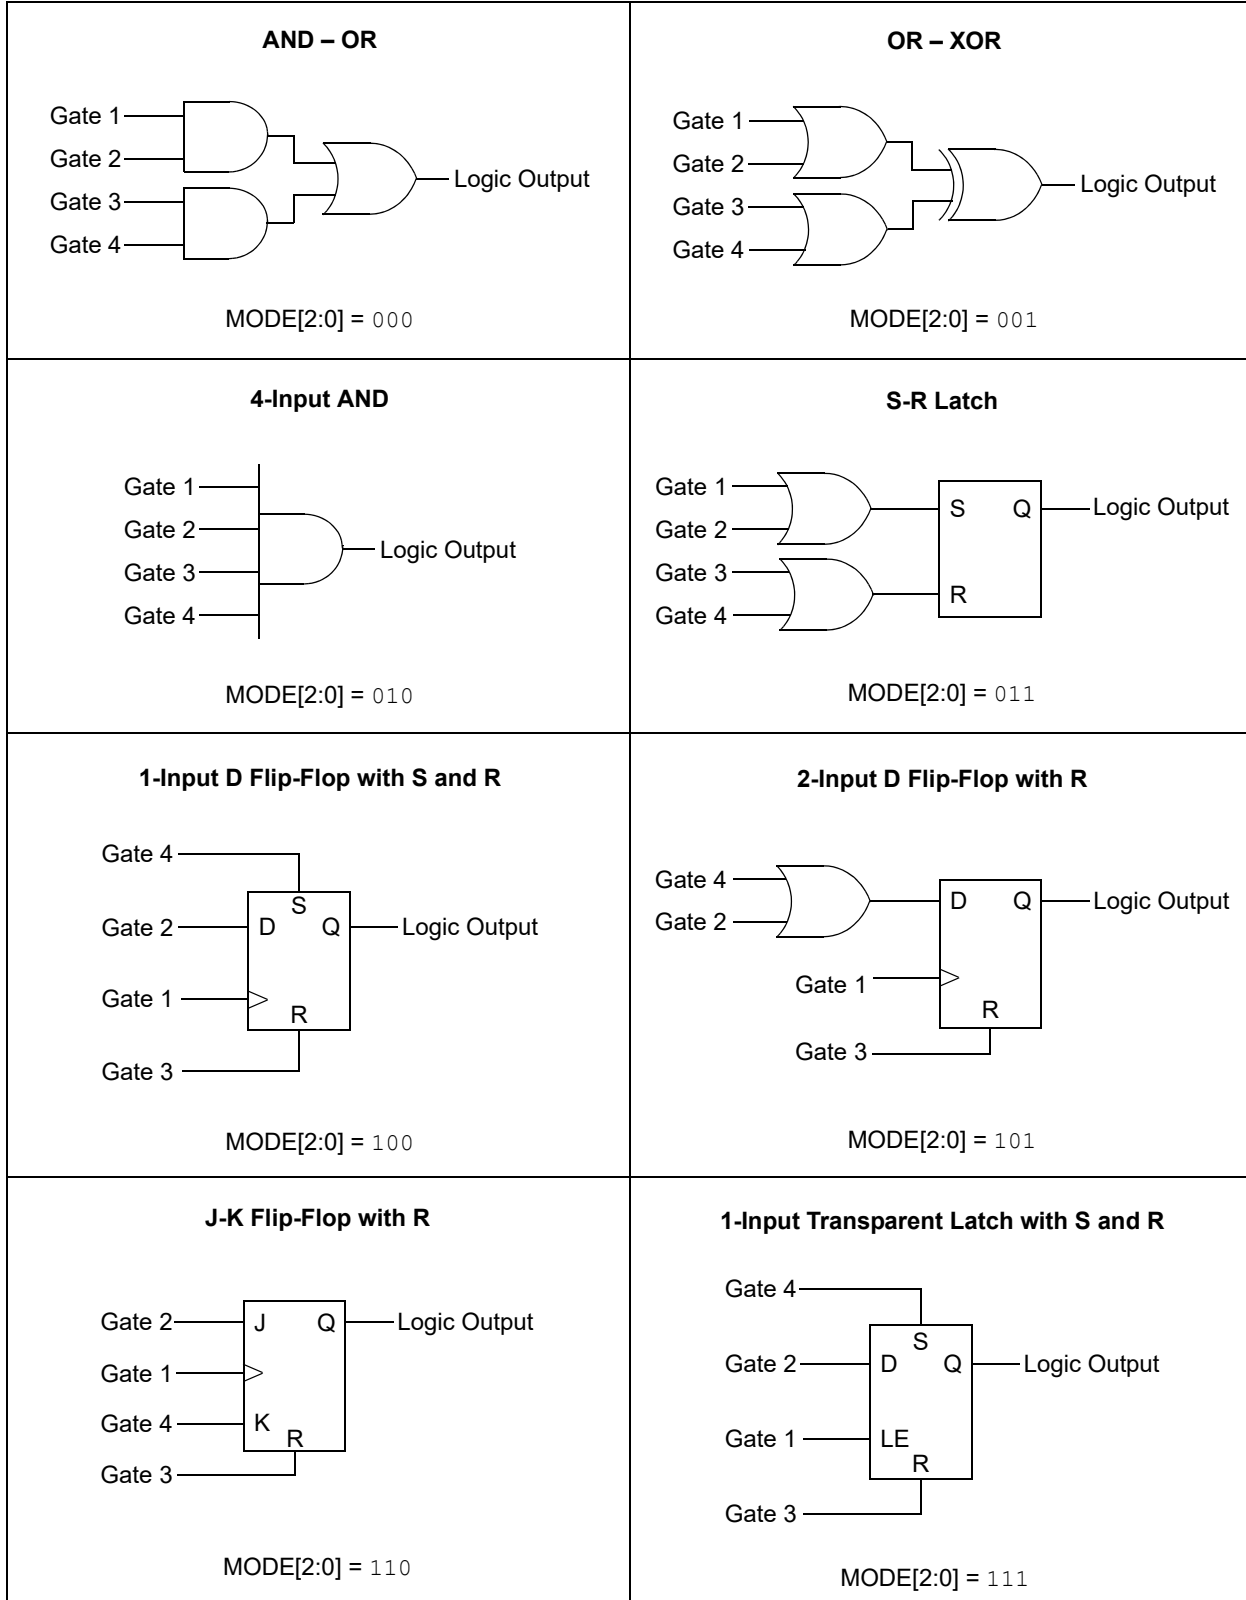 AND – OR
Gate 1
Gate 2
Gate 3
Gate 4
Logic Output
MODE[2:0] = 000
OR – XOR
Gate 1
Gate 2
Gate 3
Gate 4
Logic Output
MODE[2:0] = 001
4-Input AND
Gate 1
Gate 2
Gate 3
Gate 4
Logic Output
MODE[2:0] = 010
S-R Latch
Gate 1
Gate 2
Gate 3
Gate 4
S Q
R
Logic Output
MODE[2:0] = 011
1-Input D Flip-Flop with S and R
Gate 4
S
Gate 2 D Q Logic Output
Gate 1
R
Gate 3
MODE[2:0] = 100
2-Input D Flip-Flop with R
Gate 4
Gate 2
D Q Logic Output
Gate 1
R
Gate 3
MODE[2:0] = 101
J-K Flip-Flop with R
Gate 2 J Q Logic Output
Gate 1
Gate 4 K
R
Gate 3
MODE[2:0] = 110
1-Input Transparent Latch with S and R
Gate 4
S
Gate 2 D Q Logic Output
Gate 1 LE
R
Gate 3
MODE[2:0] = 111